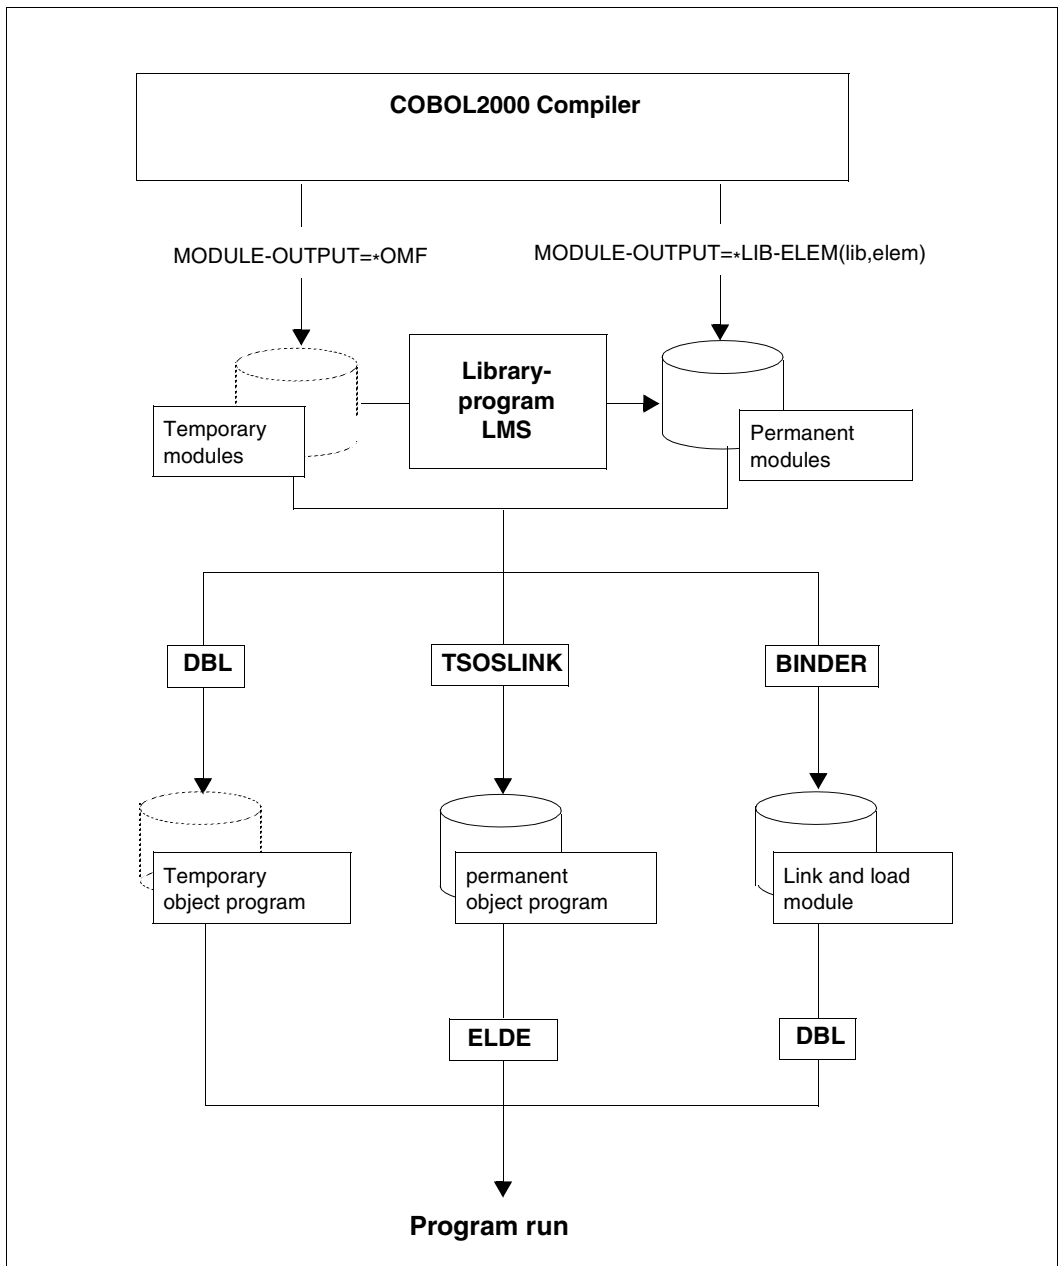 COBOL2000 Compiler
MODULE-OUTPUT=*OMF
MODULE-OUTPUT=*LIB-ELEM(lib,elem)
Library-
program
LMS
Temporary
modules
Permanent
modules
DBL
TSOSLINK
BINDER
Temporary
object program
permanent
object program
Link and load
module
ELDE
DBL
Program run